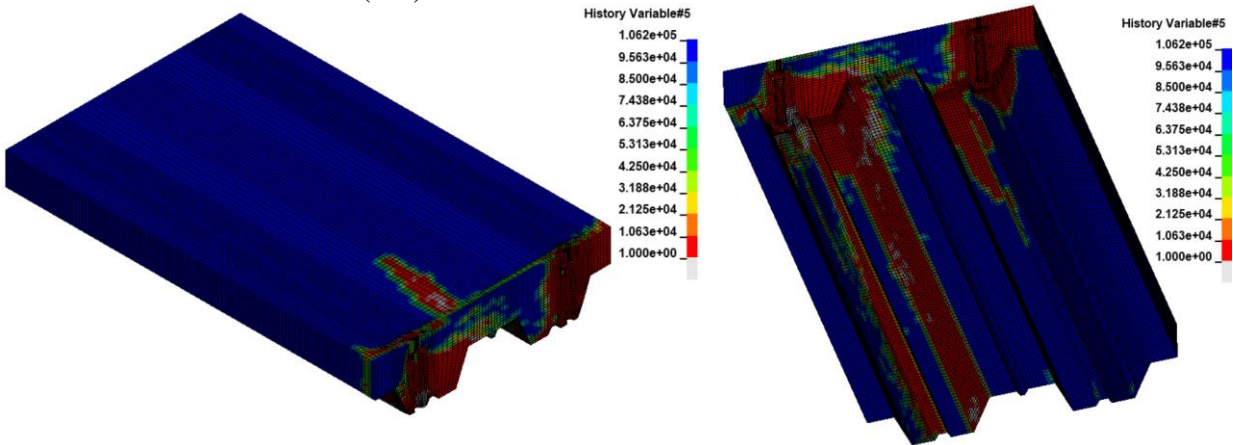 History Variable#5
1.062e+05
9.563e+04
8.500e+04
7.438e+04
6.375e+04
5.313e+04
4.250e+04
3.188e+04
2.125e+04
1.063e+04
1.000e+00
History Variable#5
1.062e+05
9.563e+04
8.500e+04
7.438e+04
6.375e+04
5.313e+04
4.250e+04
3.188e+04
2.125e+04
1.063e+04
1.000e+00